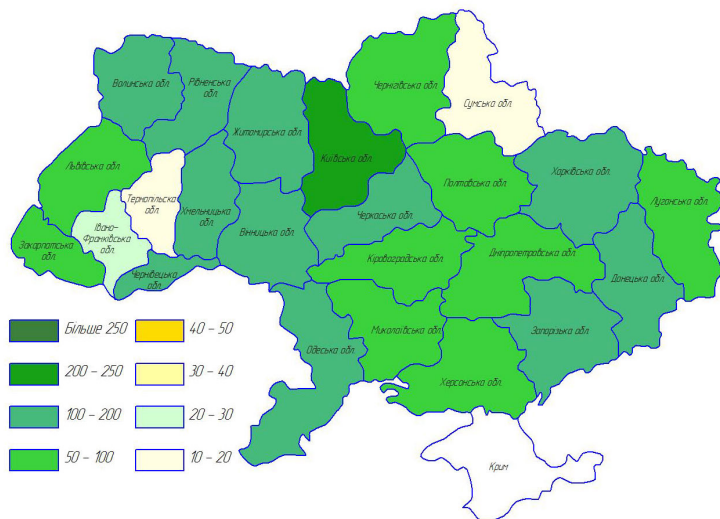 Волинська обл.
Рівненська
обл.
Житомирська обл.
Київська обл.
Чернігівська обл.
Сумська обл.
Львівська обл.
Тернопільска
обл.
Хмельницька
обл.
Івано-
Франківська
обл.
Закарпатська
обл.
Чернівецька обл.
Вінницька обл.
Черкаська обл.
Полтавська обл.
Харківська обл.
Луганська обл.
Кіровоградська обл.
Дніпропетровська обл.
Донецька обл.
Запорізька обл.
Одеська обл.
Миколаївська обл.
Херсонська обл.
Крим
Більше 250
200 - 250
100 - 200
50 - 100
40 - 50
30 - 40
20 - 30
10 - 20